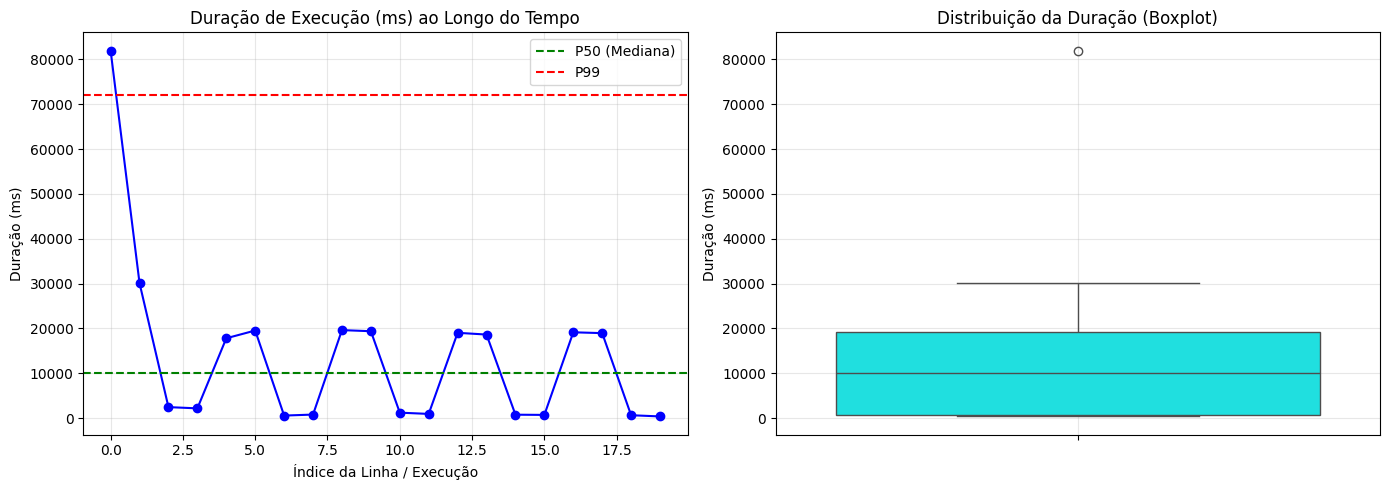 Duração de Execução (ms) ao Longo do Tempo
P50 (Mediana)
P99
Duração (ms)
80000
70000
60000
50000
40000
30000
20000
10000
0
0.0 2.5 5.0 7.5 10.0 12.5 15.0 17.5
Índice da Linha / Execução
Distribuição da Duração (Boxplot)
Duração (ms)
80000
70000
60000
50000
40000
30000
20000
10000
0